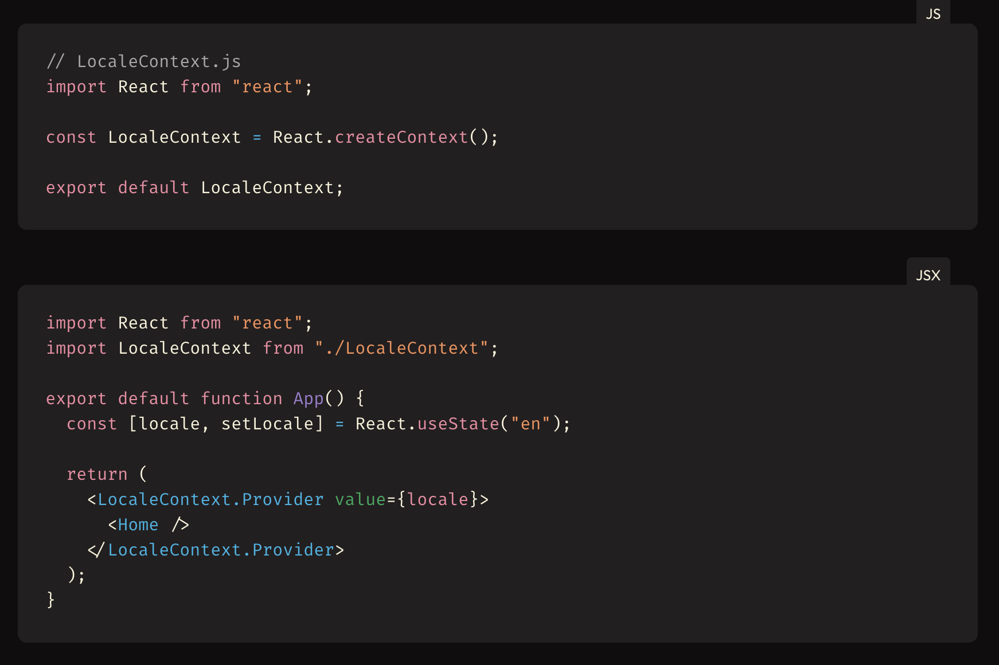 JS
// LocaleContext.js
import React from "react";
const LocaleContext = React.createContext();
export default LocaleContext;
JSX
import React from "react";
import LocaleContext from "./LocaleContext";
export default function App() {
  const [locale, setLocale] = React.useState("en");
  return (
    <LocaleContext.Provider value={locale}>
      <Home />
    </LocaleContext.Provider>
  );
}